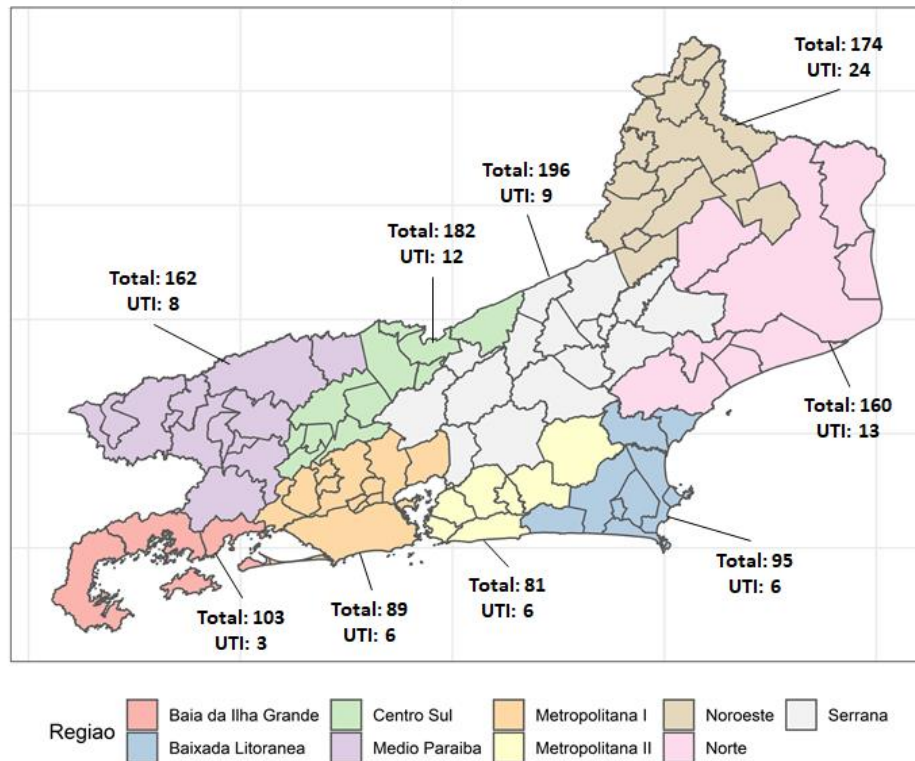 Total: 174
UTI: 24
Total: 196
UTI: 9
Total: 182
UTI: 12
Total: 162
UTI: 8
Total: 160
UTI: 13
Total: 95
UTI: 6
Total: 81
UTI: 6
Total: 89
UTI: 6
Total: 103
UTI: 3
Regiao
Baia da Ilha Grande
Centro Sul
Metropolitana I
Noroeste
Serrana
Baixada Litoranea
Medio Paraiba
Metropolitana II
Norte